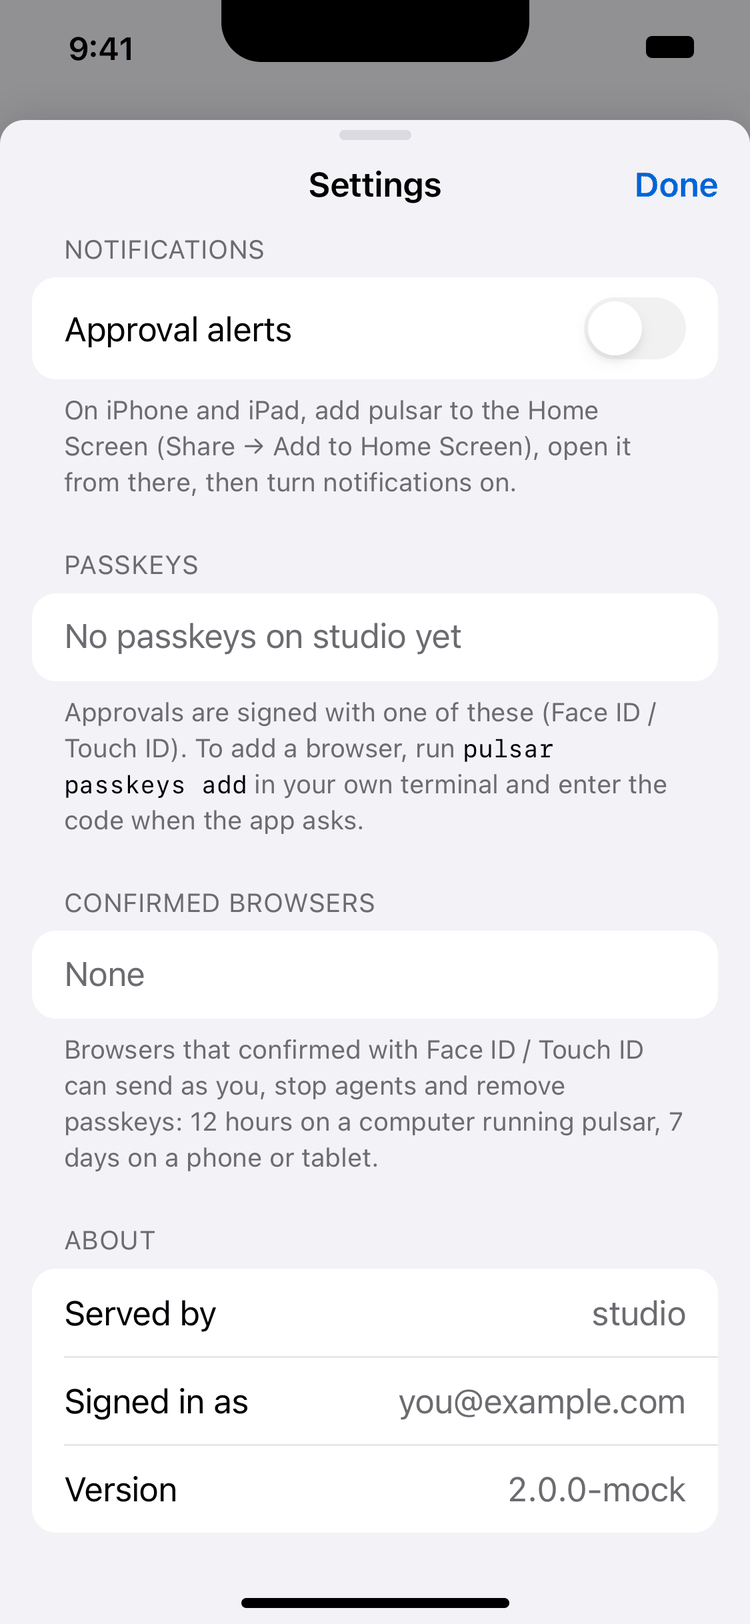 9:41
Settings
Done
NOTIFICATIONS
Approval alerts
On iPhone and iPad, add pulsar to the Home
Screen (Share → Add to Home Screen), open it
from there, then turn notifications on.
PASSKEYS
No passkeys on studio yet
Approvals are signed with one of these (Face ID /
Touch ID). To add a browser, run pulsar
passkeys add in your own terminal and enter the
code when the app asks.
CONFIRMED BROWSERS
None
Browsers that confirmed with Face ID / Touch ID
can send as you, stop agents and remove
passkeys: 12 hours on a computer running pulsar, 7
days on a phone or tablet.
ABOUT
Served by studio
Signed in as you@example.com
Version 2.0.0-mock